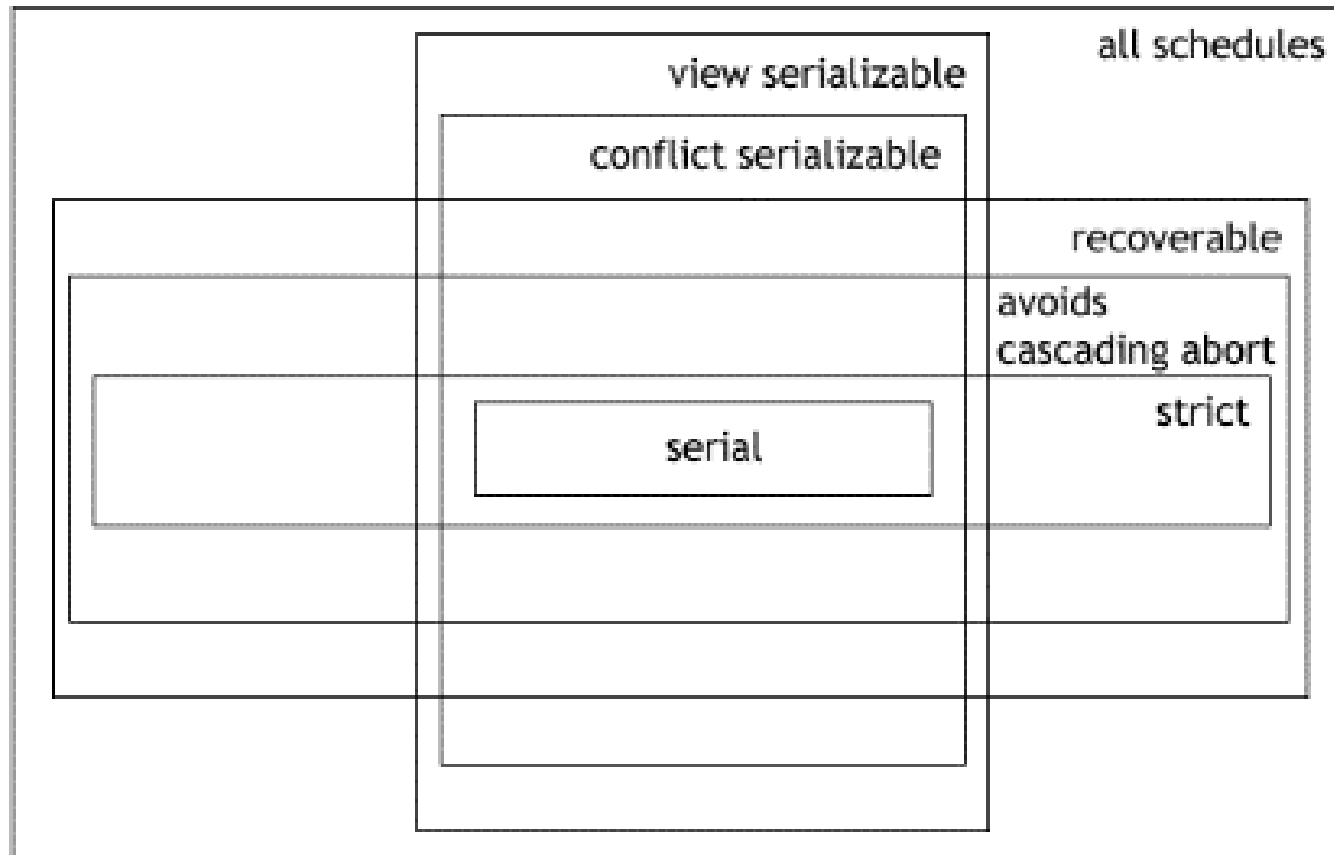 all schedules
view serializable
conflict serializable
recoverable
avoids
cascading abort
strict
serial